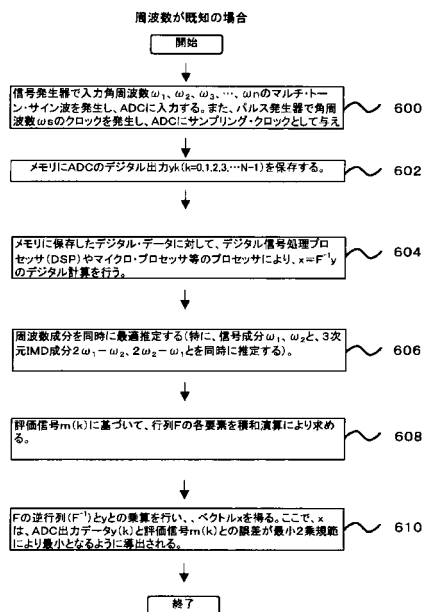 周波数が既知の場合
開始
信号発生器で入力角周波数ω1、ω2、ω3、…、ωnのマルチ・トー
ン・サイン波を発生し、ADCに入力する。また、パルス発生器で角周
波数ωsのクロックを発生し、ADCにサンプリング・クロックとして与え
600
メモリにADCのデジタル出力yk(k=0,1,2,3,…N-1)を保存する。
602
メモリに保存したデジタル・データに対して、デジタル信号処理プロ
セッサ(DSP)やマイクロ・プロセッサ等のプロセッサにより、x=F⁻¹y
のデジタル計算を行う。
604
周波数成分を同時に最適推定する(特に、信号成分ω1、ω2と、3次
元IMD成分2ω1-ω2、2ω2-ω1とを同時に推定する)。
606
評価信号m(k)に基づいて、行列Fの各要素を積和演算により求め
る。
608
Fの逆行列(F⁻¹)とyとの乗算を行い、、ベクトルxを得る。ここで、x
は、ADC出力データy(k)と評価信号m(k)との誤差が最小2乗規範
により最小となるように導出される。
610
終了